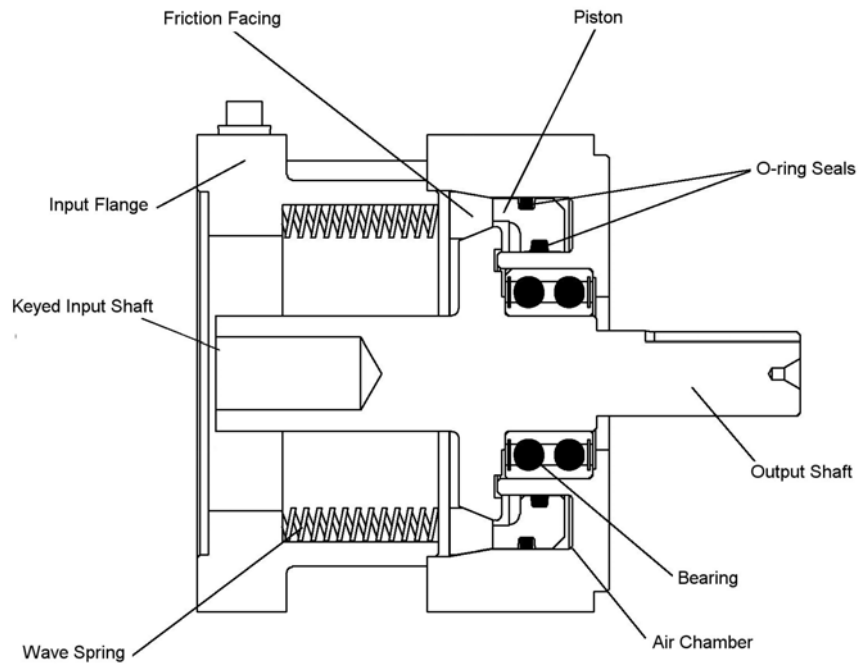 Friction Facing
Piston
O-ring Seals
Input Flange
Keyed Input Shaft
Output Shaft
Bearing
Air Chamber
Wave Spring